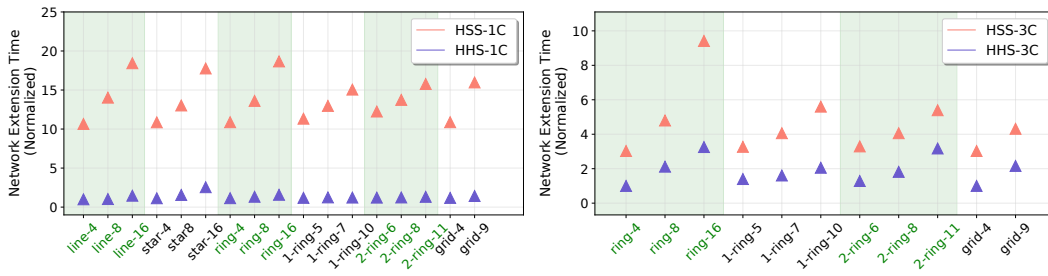 Network Extension Time
(Normalized)
25
20
15
10
5
0
HSS-1C
HHS-1C
line-4
line-8
line-16
star-4
star8
star-16
ring-4
ring-8
ring-16
1-ring-5
1-ring-7
1-ring-10
2-ring-6
2-ring-8
2-ring-11
grid-4
grid-9
Network Extension Time
(Normalized)
10
8
6
4
2
0
HSS-3C
HHS-3C
ring-4
ring-8
ring-16
1-ring-5
1-ring-7
1-ring-10
2-ring-6
2-ring-8
2-ring-11
grid-4
grid-9